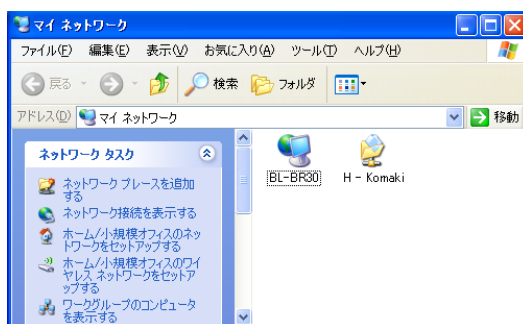 マイ ネットワーク
ファイル(F) 編集(E) 表示(V) お気に入り(A) ツール(T) ヘルプ(H)
戻る 検索 フォルダ
アドレス(D) マイ ネットワーク 移動
ネットワーク タスク
ネットワーク プレースを追加
する
ネットワーク接続を表示する
ホーム/小規模オフィスのネッ
トワークをセットアップする
ホーム/小規模オフィスのワイ
ヤレス ネットワークをセットア
ップする
ワークグループのコンピュータ
を表示する
BL-BR30
H - Komaki